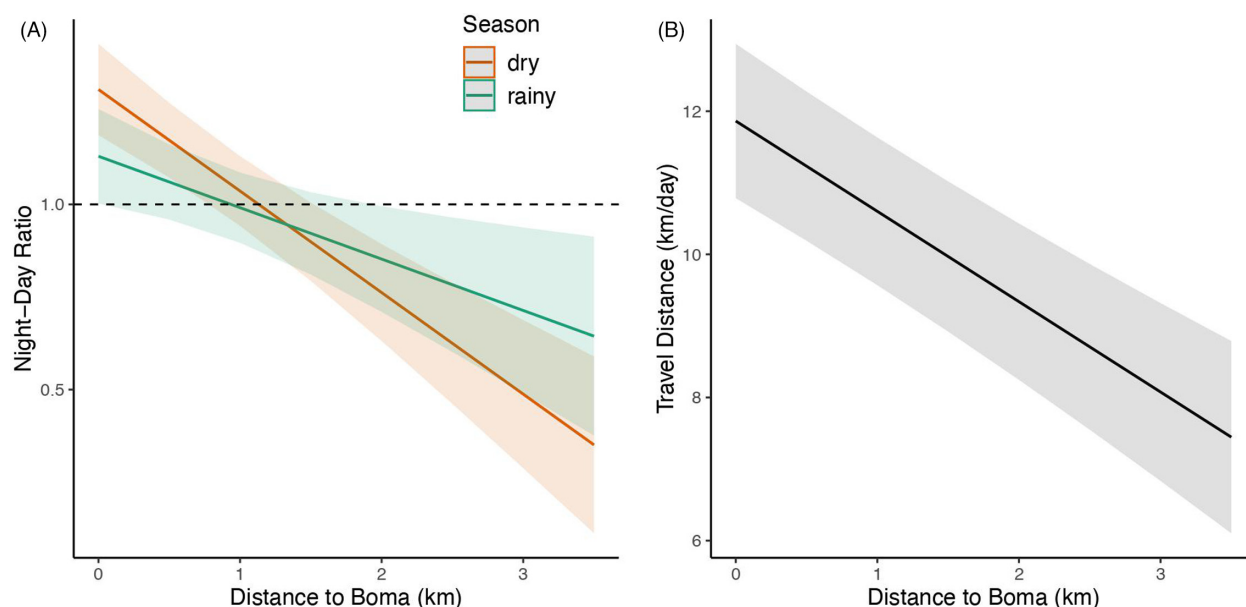 (A)
Season
dry
rainy
1.0
0.5
Night−Day Ratio
0
1
2
3
Distance to Boma (km)
(B)
12
10
8
6
Travel Distance (km/day)
0
1
2
3
Distance to Boma (km)